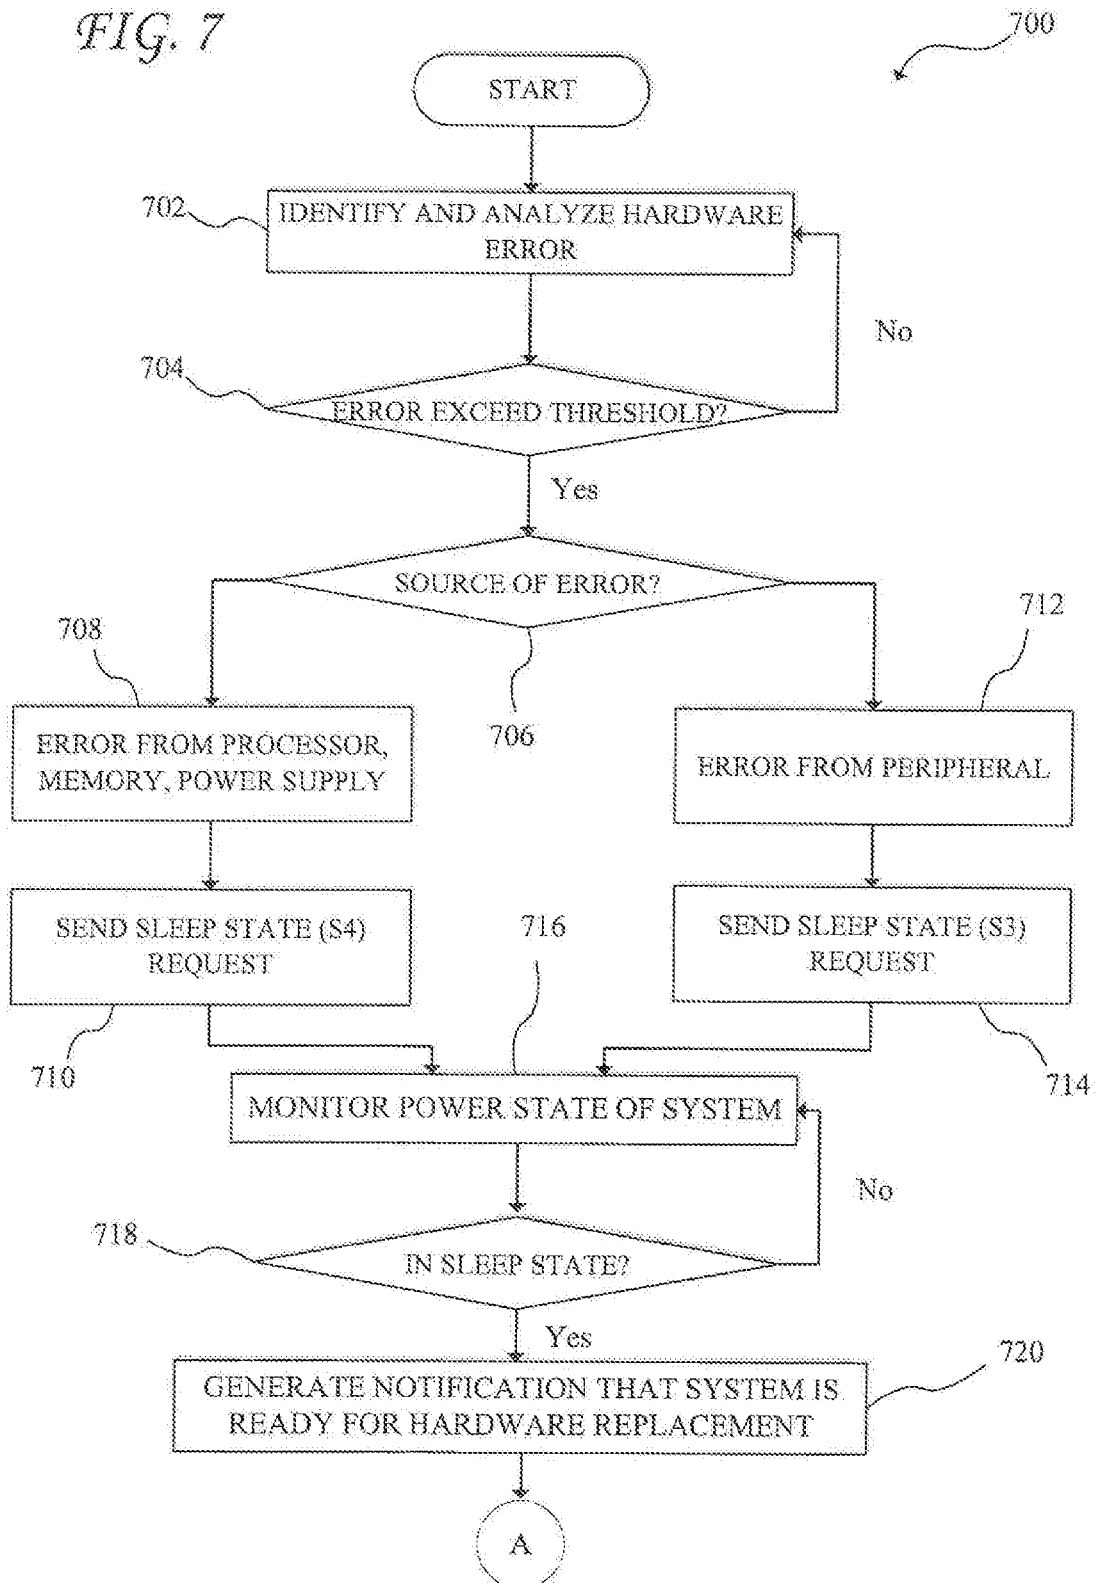 FIG. 7
700
START
702
IDENTIFY AND ANALYZE HARDWARE
ERROR
No
704
ERROR EXCEED THRESHOLD?
Yes
SOURCE OF ERROR?
708
712
706
ERROR FROM PROCESSOR,
MEMORY, POWER SUPPLY
ERROR FROM PERIPHERAL
SEND SLEEP STATE (S4)
REQUEST
716
SEND SLEEP STATE (S3)
REQUEST
710
714
MONITOR POWER STATE OF SYSTEM
No
718
IN SLEEP STATE?
Yes
720
GENERATE NOTIFICATION THAT SYSTEM IS
READY FOR HARDWARE REPLACEMENT
A